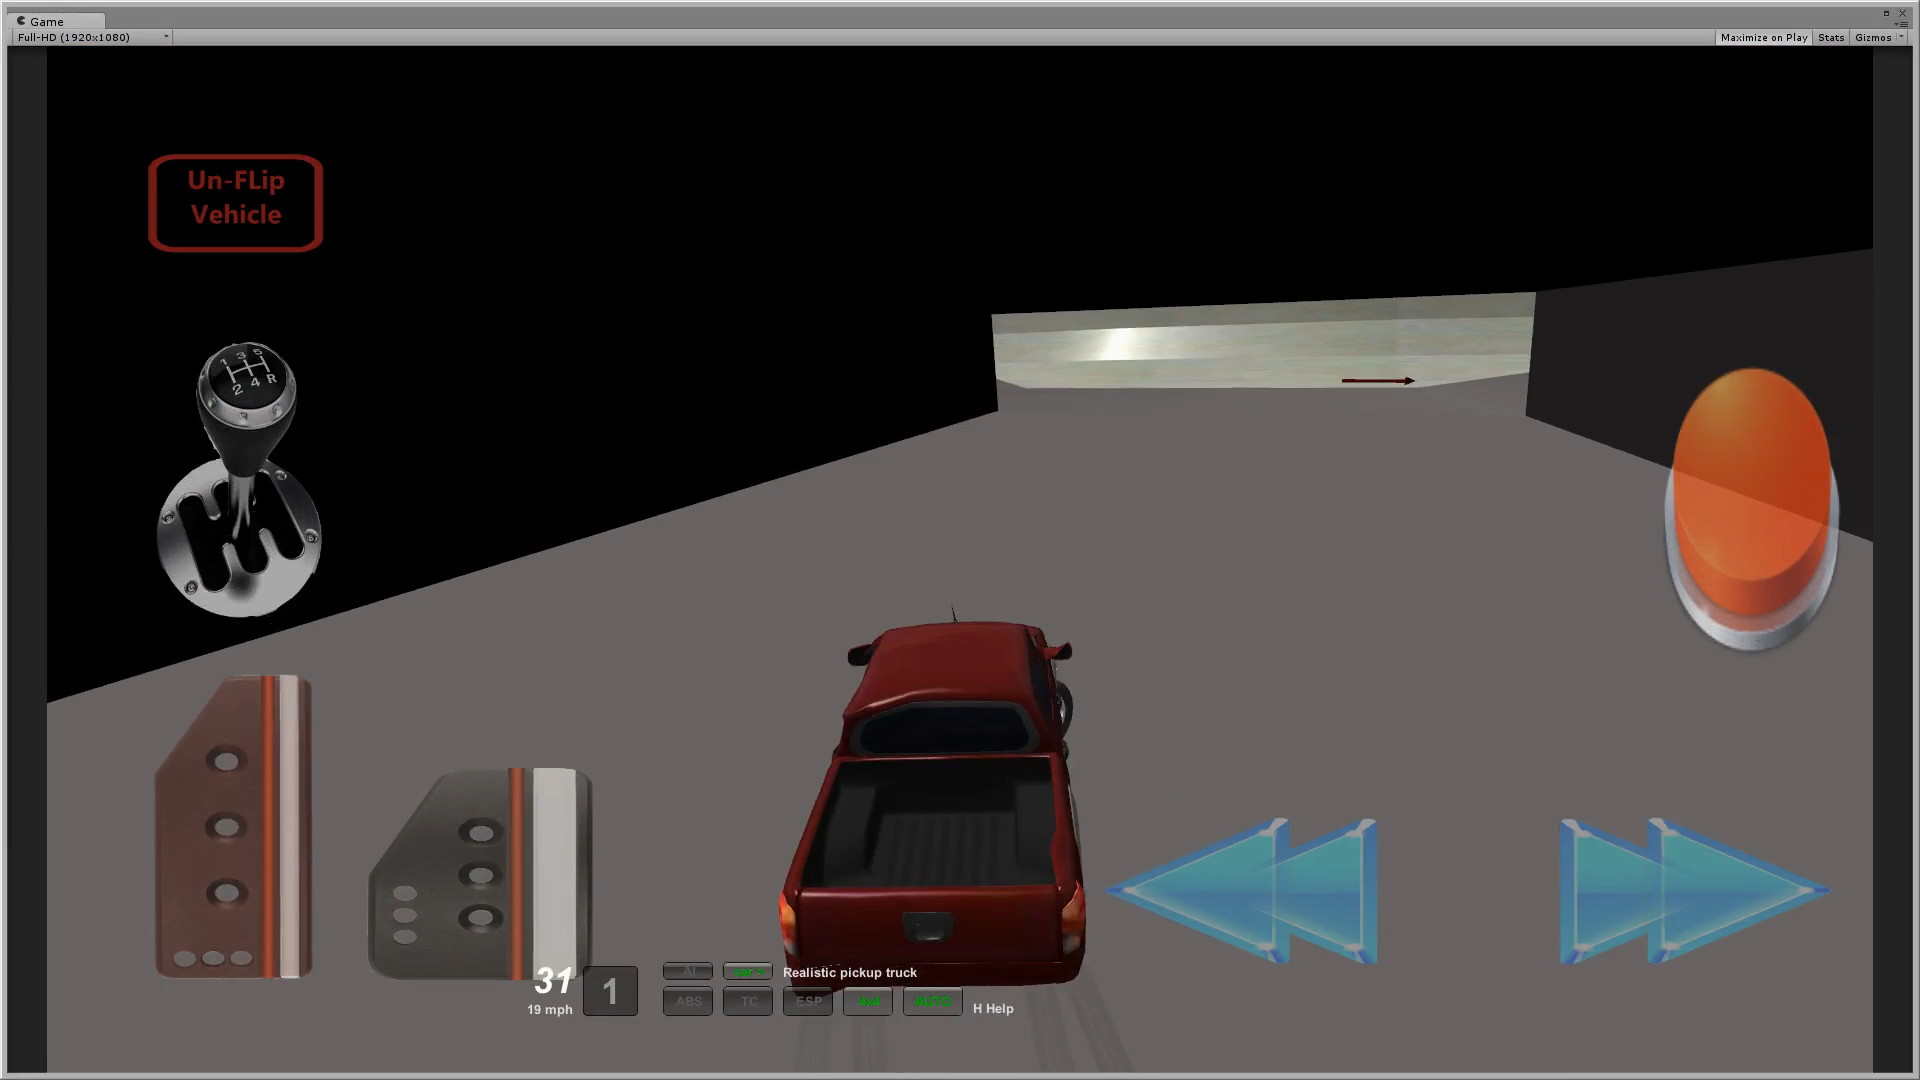 Game
Full-HD (1920x1080)
Maximize on Play
Stats
Gizmos
Un-FLip
Vehicle
1 3 5
2 4 R
31
19 mph
1
AI
Realistic pickup truck
ABS
TC
ESP
4x4
AUTO
H Help